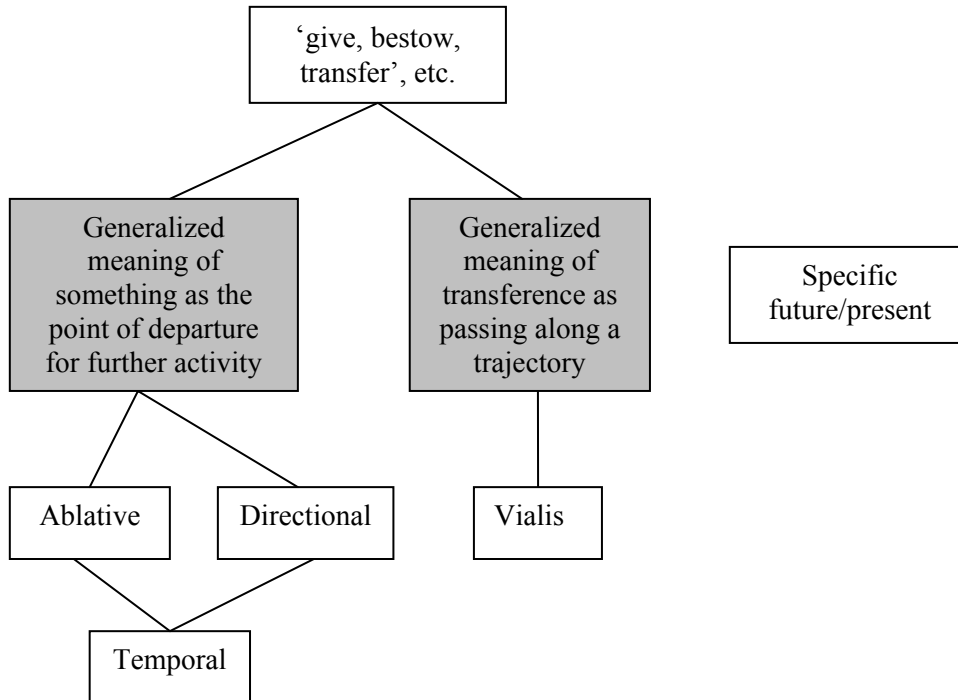 ‘give, bestow,
transfer’, etc.
Generalized
meaning of
something as the
point of departure
for further activity
Generalized
meaning of
transference as
passing along a
trajectory
Specific
future/present
Ablative
Directional
Vialis
Temporal